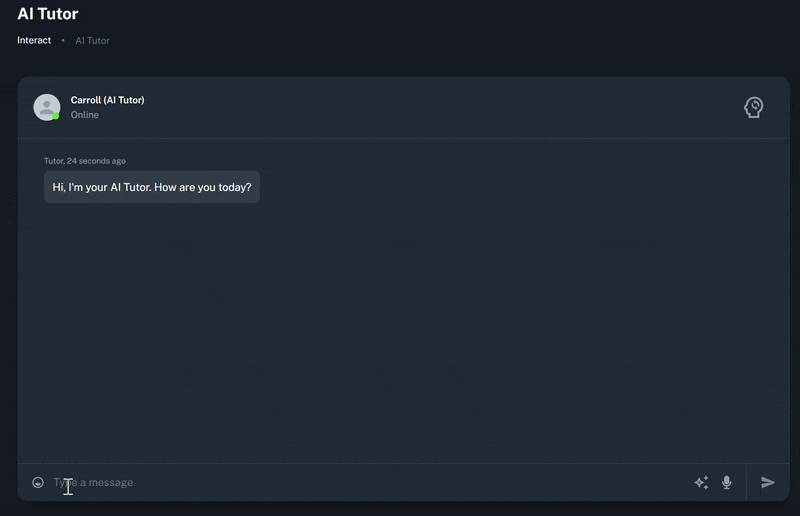 AI Tutor
Interact • AI Tutor
Carroll (AI Tutor)
Online
Tutor, 24 seconds ago
Hi, I'm your AI Tutor. How are you today?
Type a message